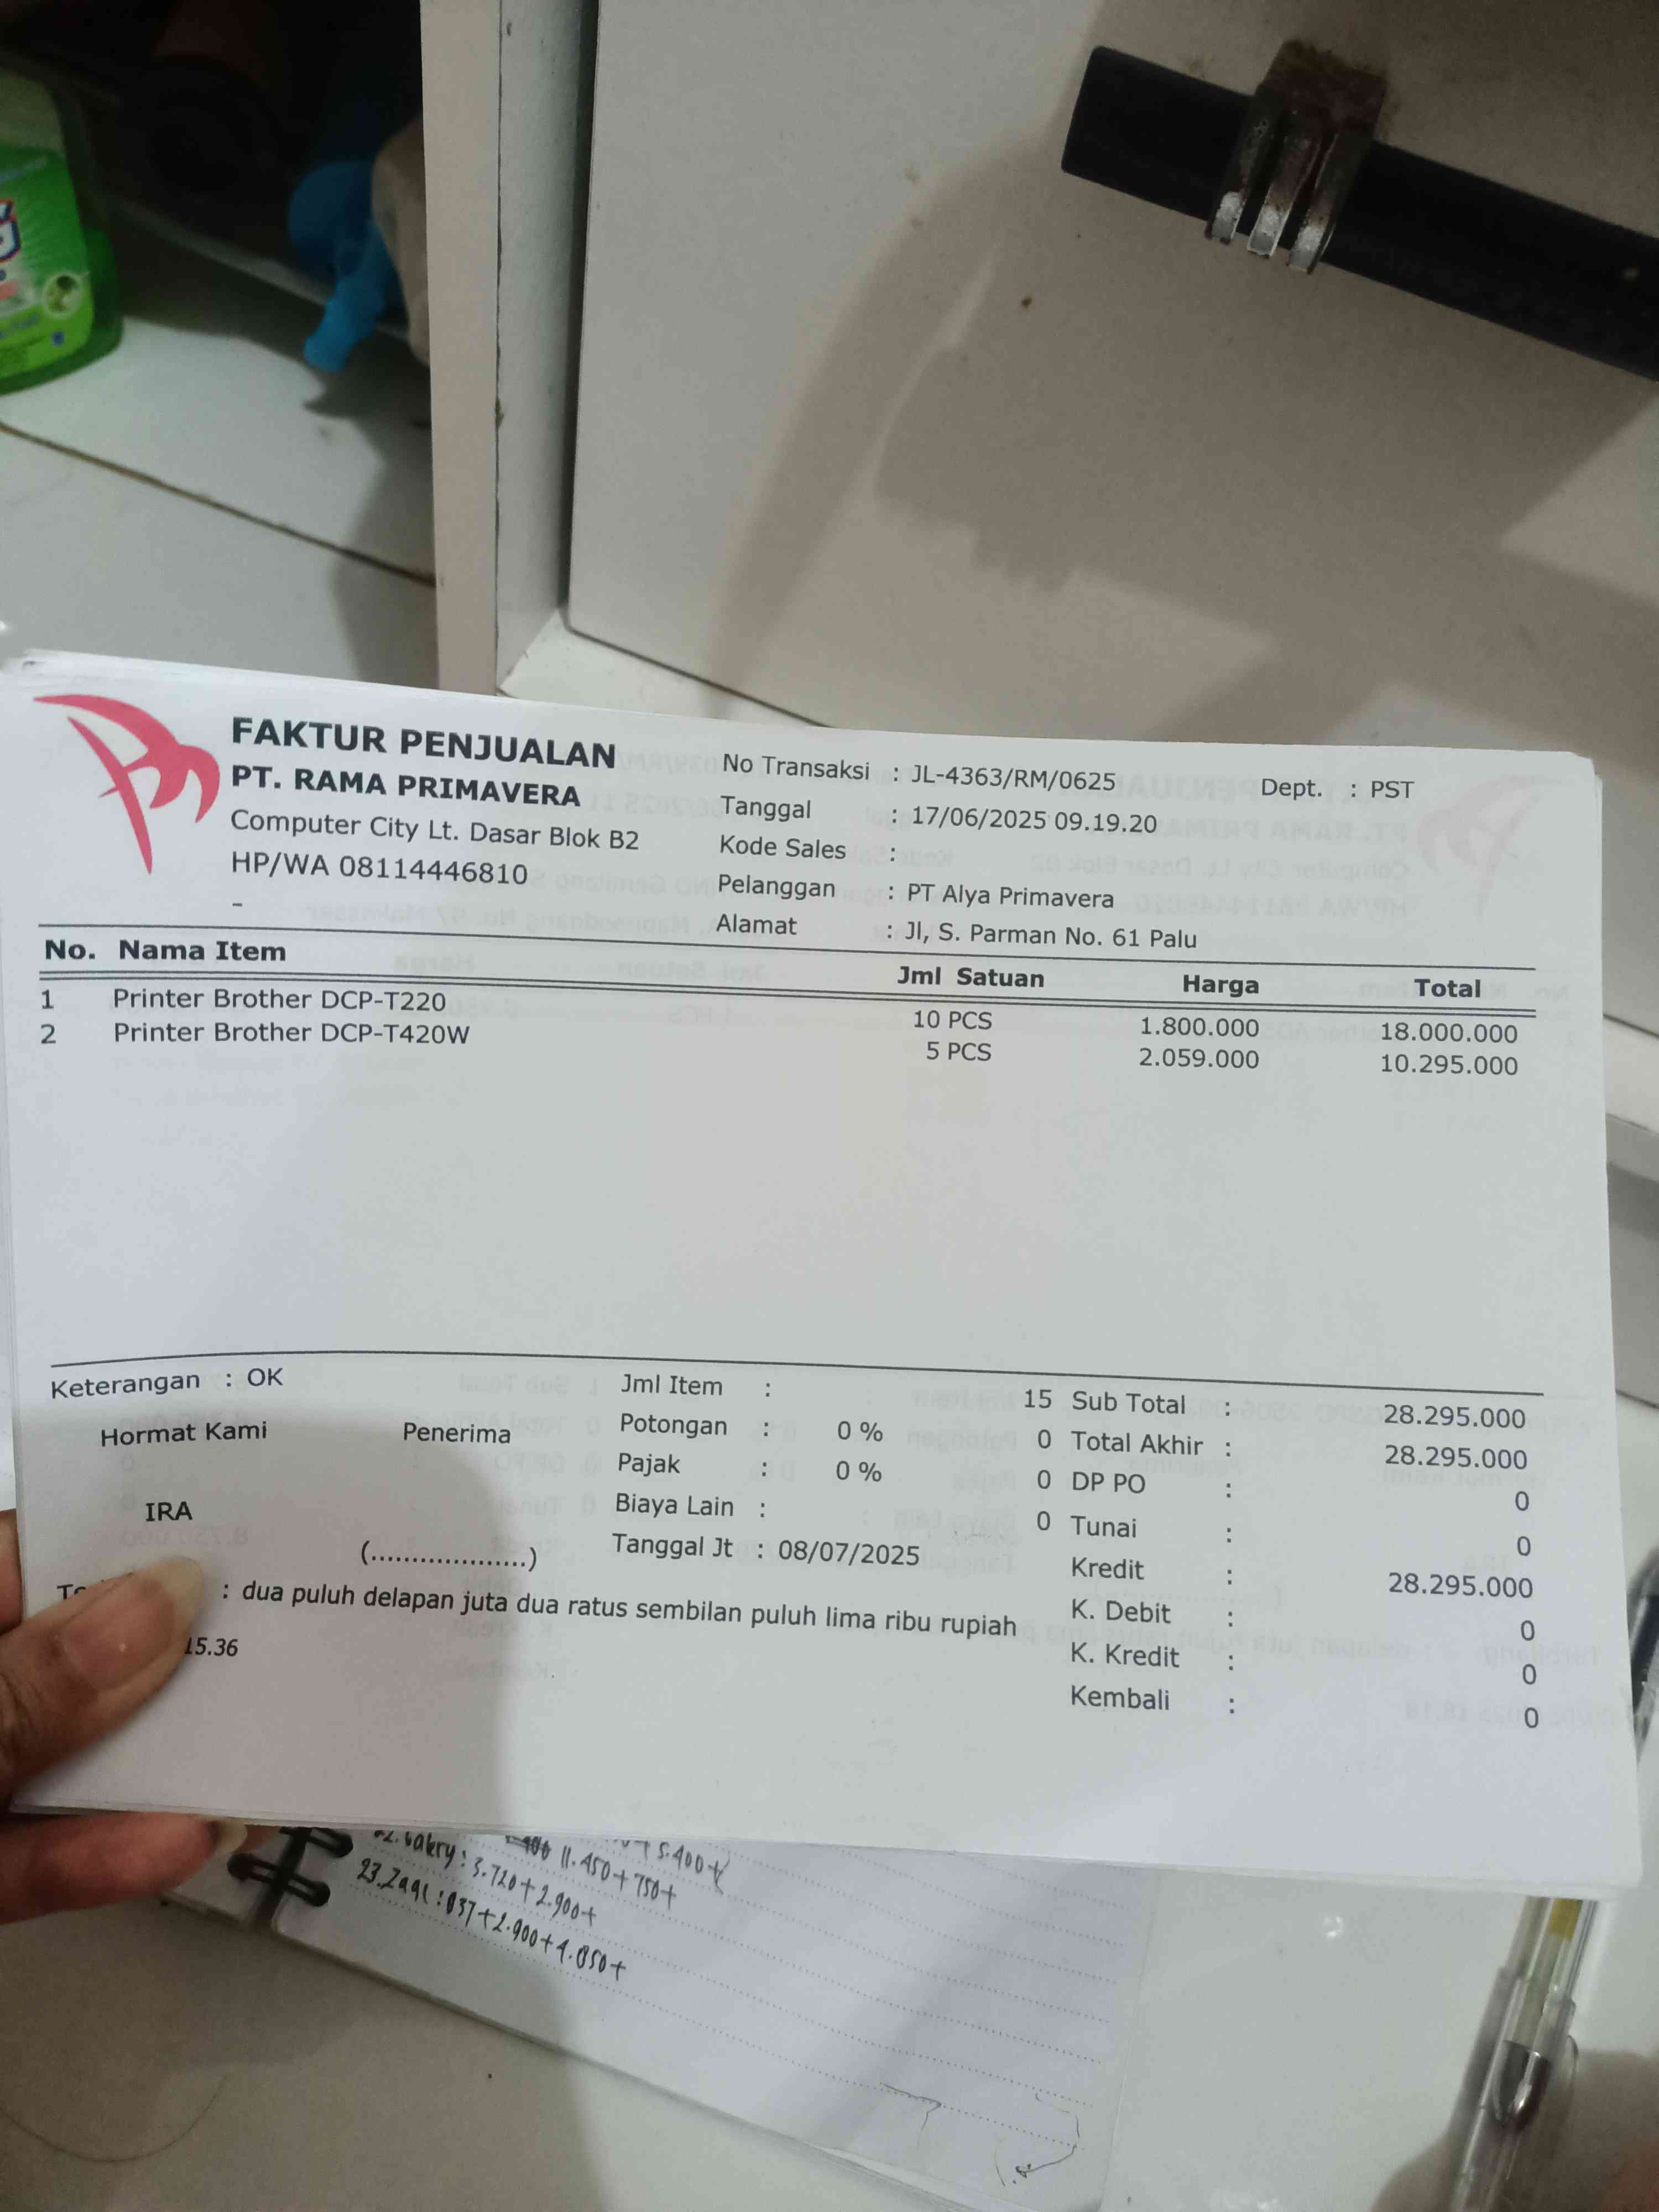 FAKTUR PENJUALAN
PT. RAMA PRIMAVERA
Computer City Lt. Dasar Blok B2
HP/WA 08114446810
-
No Transaksi : JL-4363/RM/0625 Dept. : PST
Tanggal : 17/06/2025 09.19.20
Kode Sales :
Pelanggan : PT Alya Primavera
Alamat : Jl, S. Parman No. 61 Palu
No. Nama Item Jml Satuan Harga Total
1 Printer Brother DCP-T220 10 PCS 1.800.000 18.000.000
2 Printer Brother DCP-T420W 5 PCS 2.059.000 10.295.000
Keterangan : OK
Hormat Kami Penerima
IRA
(...................)
Jml Item : 15
Potongan : 0 % 0
Pajak : 0 % 0
Biaya Lain : 0
Tanggal Jt : 08/07/2025
Sub Total : 28.295.000
Total Akhir : 28.295.000
DP PO : 0
Tunai : 0
Kredit : 28.295.000
K. Debit : 0
K. Kredit : 0
Kembali : 0
: dua puluh delapan juta dua ratus sembilan puluh lima ribu rupiah
15.36
5.400+
11.450+750+
3.720+2.900+
23. : 037+2.900+4.850+